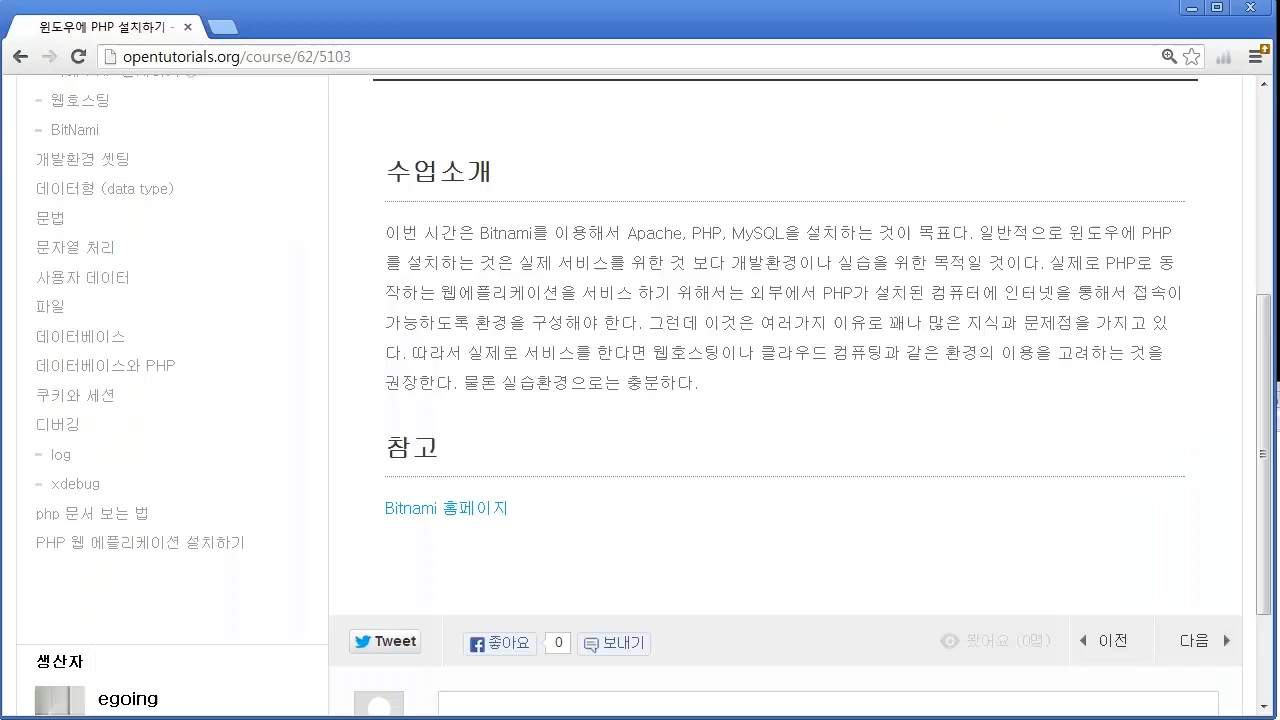 윈도우에 PHP 설치하기 -
opentutorials.org/course/62/5103
웹호스팅
BitNami
개발환경 셋팅
데이터형 (data type)
문법
문자열 처리
사용자 데이터
파일
데이터베이스
데이터베이스와 PHP
쿠키와 세션
디버깅
log
xdebug
php 문서 보는 법
PHP 웹 에플리케이션 설치하기
생산자
egoing
수업소개
이번 시간은 Bitnami를 이용해서 Apache, PHP, MySQL을 설치하는 것이 목표다. 일반적으로 윈도우에 PHP
를 설치하는 것은 실제 서비스를 위한 것 보다 개발환경이나 실습을 위한 목적일 것이다. 실제로 PHP로 동
작하는 웹에플리케이션을 서비스 하기 위해서는 외부에서 PHP가 설치된 컴퓨터에 인터넷을 통해서 접속이
가능하도록 환경을 구성해야 한다. 그런데 이것은 여러가지 이유로 꽤나 많은 지식과 문제점을 가지고 있
다. 따라서 실제로 서비스를 한다면 웹호스팅이나 클라우드 컴퓨팅과 같은 환경의 이용을 고려하는 것을
권장한다. 물론 실습환경으로는 충분하다.
참고
Bitnami 홈페이지
Tweet 좋아요 0 보내기 봤어요 (0명) 이전 다음